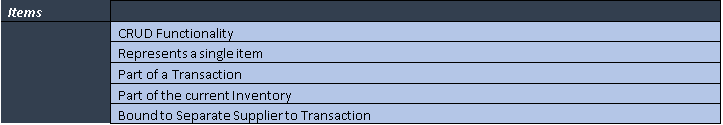 Items
CRUD Functionality
Represents a single item
Part of a Transaction
Part of the current Inventory
Bound to Separate Supplier to Transaction